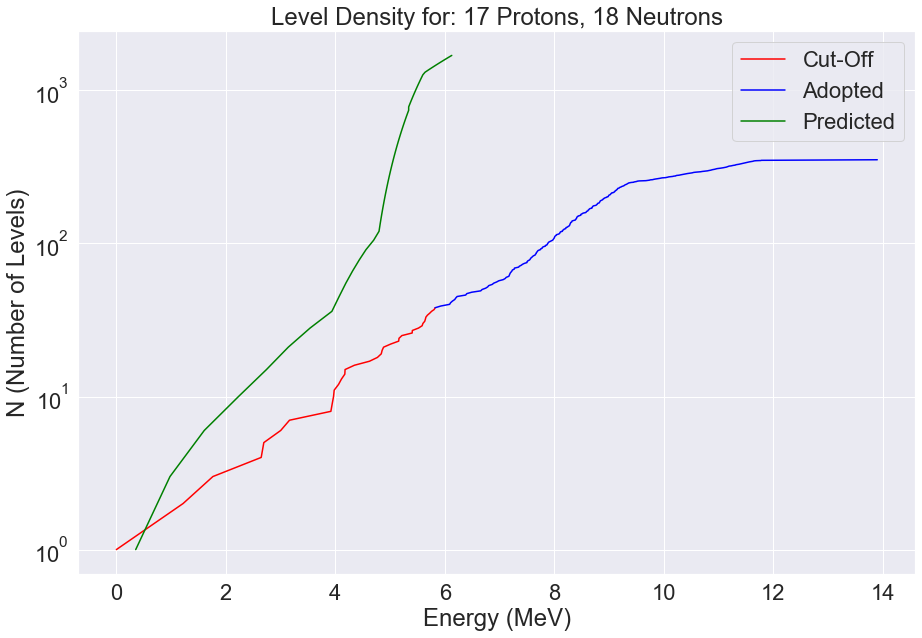 Level Density for: 17 Protons, 18 Neutrons
Cut-Off
Adopted
Predicted
N (Number of Levels)
10^3
10^2
10^1
10^0
0 2 4 6 8 10 12 14
Energy (MeV)